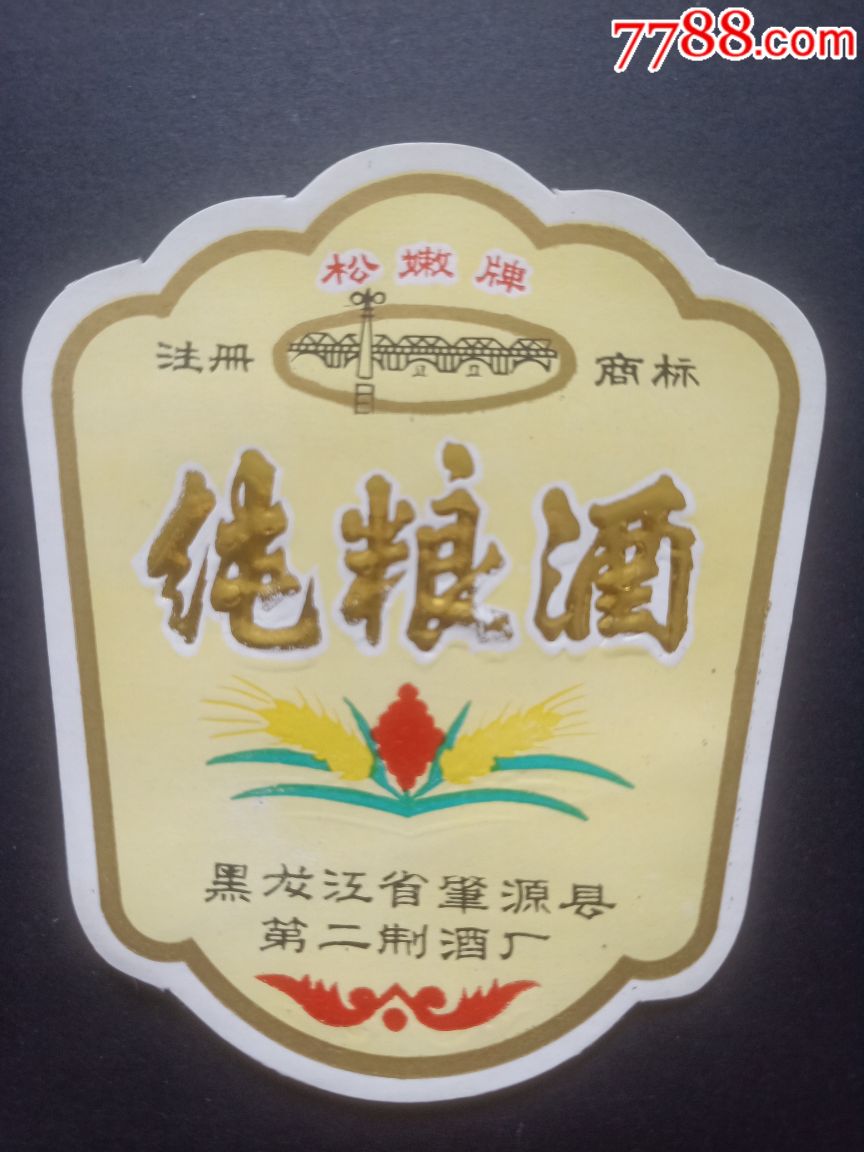 7788.com
松嫩牌
注册 商标
纯粮酒
黑龙江省肇源县
第二制酒厂